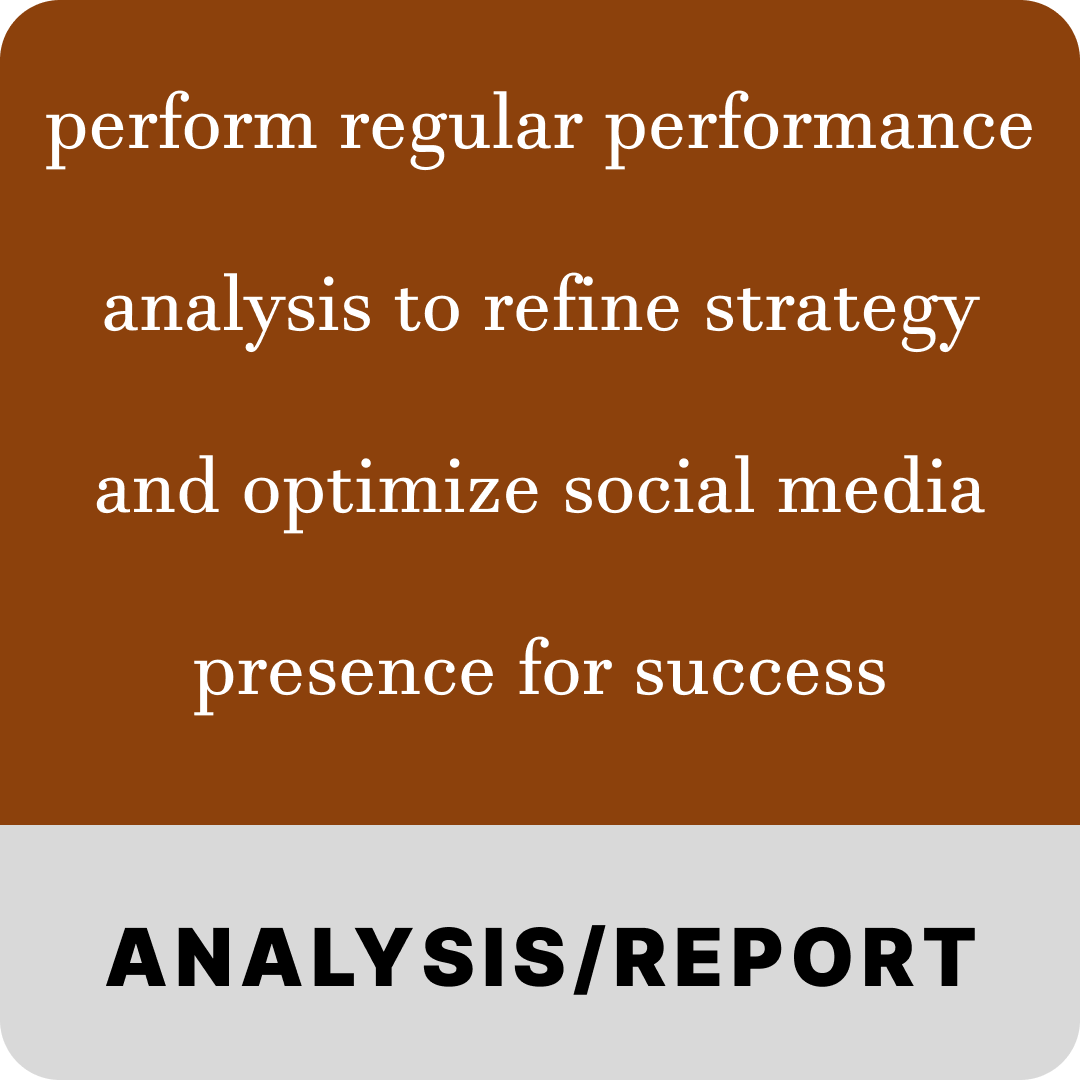 perform regular performance
analysis to refine strategy
and optimize social media
presence for success
ANALYSIS/REPORT